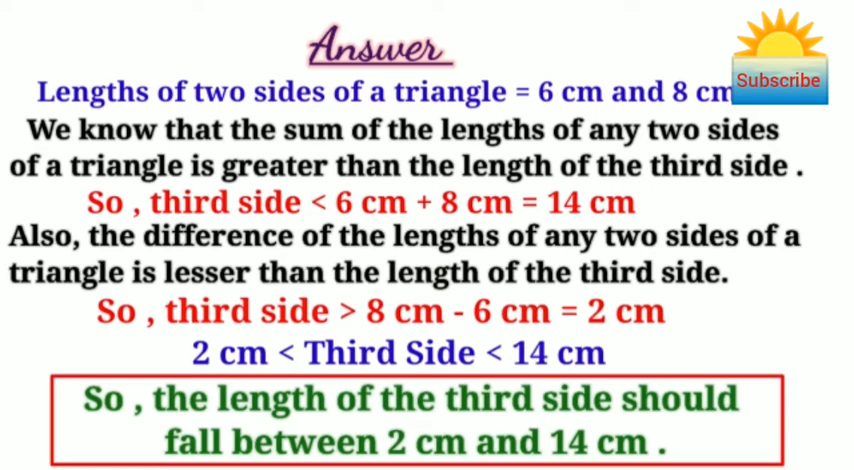 Answer
Subscribe
Lengths of two sides of a triangle = 6 cm and 8 cm
We know that the sum of the lengths of any two sides
of a triangle is greater than the length of the third side .
So , third side < 6 cm + 8 cm = 14 cm
Also, the difference of the lengths of any two sides of a
triangle is lesser than the length of the third side.
So , third side > 8 cm - 6 cm = 2 cm
2 cm < Third Side < 14 cm
So , the length of the third side should
fall between 2 cm and 14 cm .